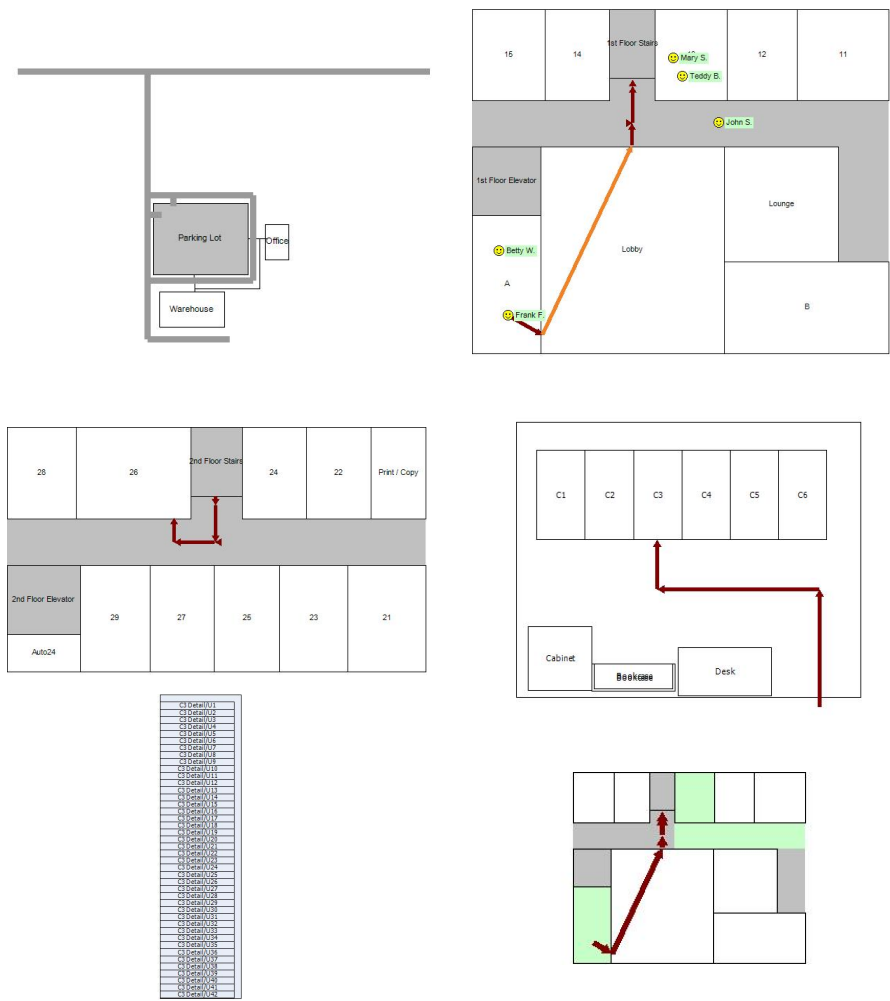 Parking Lot
Office
Warehouse
15
14
1st Floor Stairs
12
11
Mary S.
Teddy B.
John S.
1st Floor Elevator
Lounge
Betty W.
Lobby
A
B
Frank F.
28
26
2nd Floor Stairs
24
22
Print / Copy
2nd Floor Elevator
29
27
25
23
21
Auto24
C1
C2
C3
C4
C5
C6
Cabinet
Bookcase
Bookcase
Desk
C3 Detail/U1
C3 Detail/U2
C3 Detail/U3
C3 Detail/U4
C3 Detail/U5
C3 Detail/U6
C3 Detail/U7
C3 Detail/U8
C3 Detail/U9
C3 Detail/U10
C3 Detail/U11
C3 Detail/U12
C3 Detail/U13
C3 Detail/U14
C3 Detail/U15
C3 Detail/U16
C3 Detail/U17
C3 Detail/U18
C3 Detail/U19
C3 Detail/U20
C3 Detail/U21
C3 Detail/U22
C3 Detail/U23
C3 Detail/U24
C3 Detail/U25
C3 Detail/U26
C3 Detail/U27
C3 Detail/U28
C3 Detail/U29
C3 Detail/U30
C3 Detail/U31
C3 Detail/U32
C3 Detail/U33
C3 Detail/U34
C3 Detail/U35
C3 Detail/U36
C3 Detail/U37
C3 Detail/U38
C3 Detail/U39
C3 Detail/U40
C3 Detail/U41
C3 Detail/U42